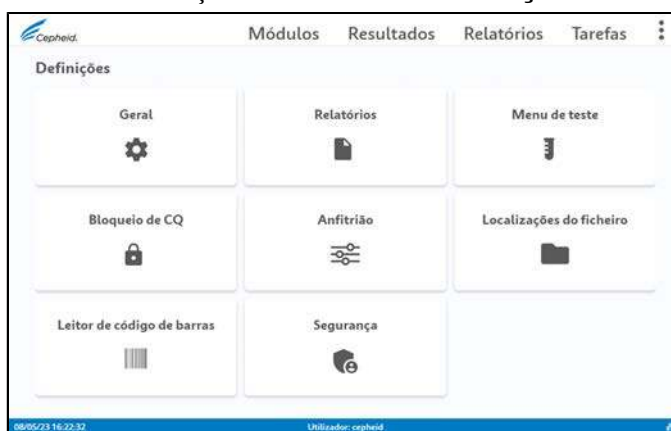 Cepheid.
Módulos Resultados Relatórios Tarefas
Definições
Geral Relatórios Menu de teste
Bloqueio de CQ Anfitrião Localizações do ficheiro
Leitor de código de barras Segurança
08/05/23 16:22:32 Utilizador: cepheid